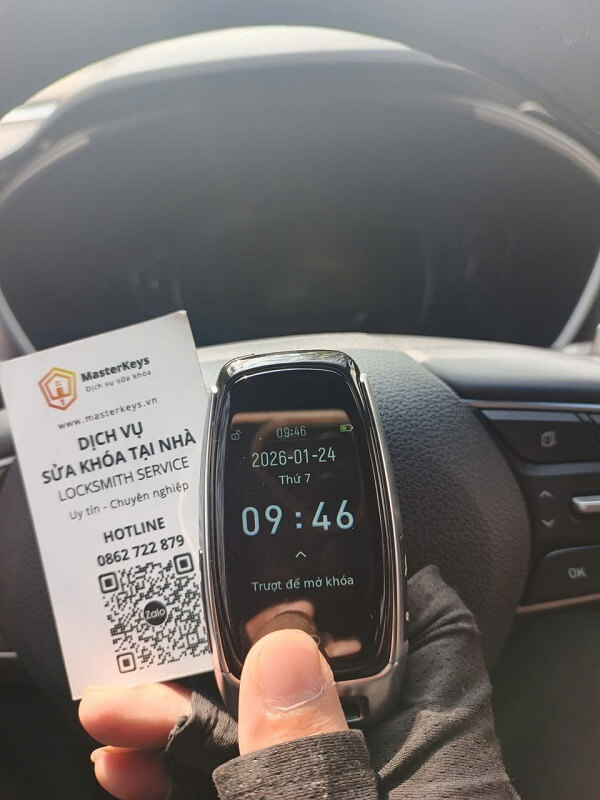 MasterKeys
Dịch vụ sửa khóa
www.masterkeys.vn
DỊCH VỤ
SỬA KHÓA TẠI NHÀ
LOCKSMITH SERVICE
Uy tín - Chuyên nghiệp
HOTLINE
0862 722 879
Zalo
09:46
2026-01-24
Thứ 7
09:46
Trượt để mở khóa
OK